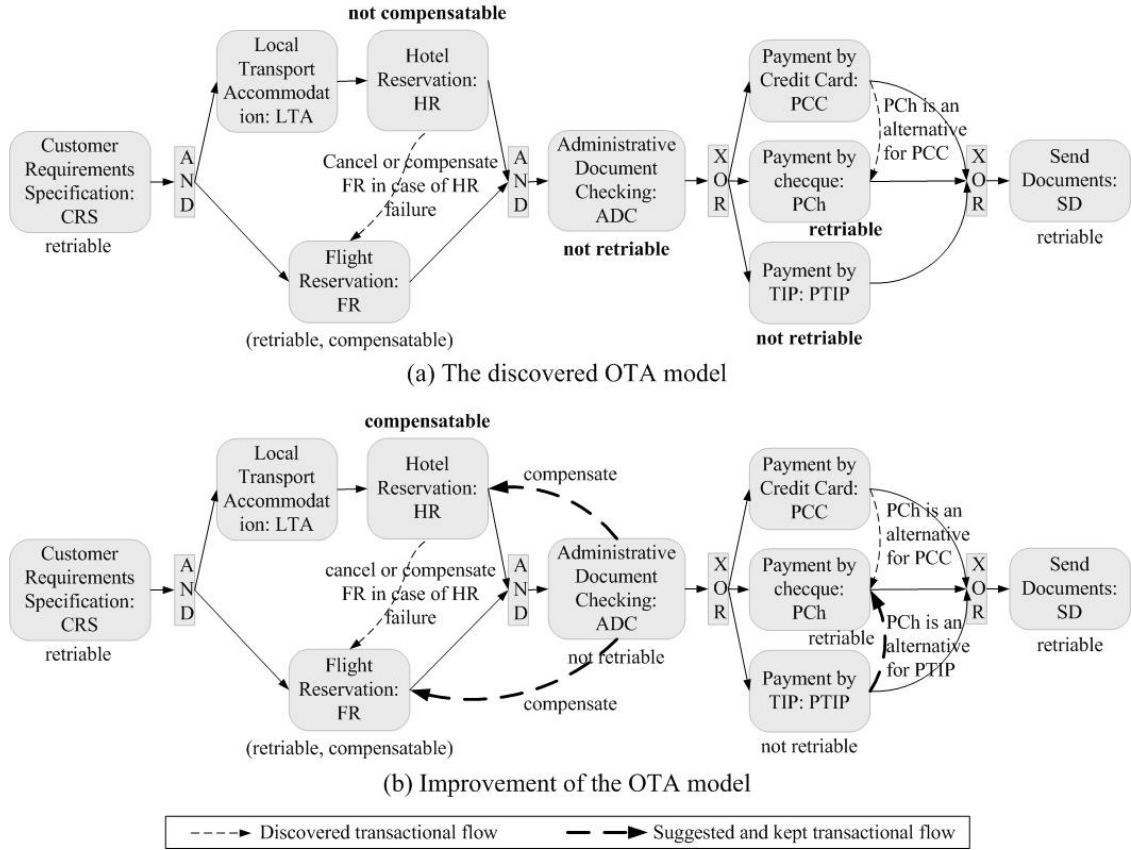 not compensatable
Local
Transport
Accommodat
ion: LTA
Hotel
Reservation:
HR
Payment by
Credit Card:
PCC
PCh is an
alternative
for PCC
Customer
Requirements
Specification:
CRS
retriable
A
N
D
Cancel or compensate
FR in case of HR
failure
A
N
D
Administrative
Document
Checking:
ADC
not retriable
X
O
R
Payment by
checque:
PCh
retriable
X
O
R
Send
Documents:
SD
retriable
Flight
Reservation:
FR
(retriable, compensatable)
Payment by
TIP: PTIP
not retriable
(a) The discovered OTA model
compensatable
Local
Transport
Accommodat
ion: LTA
Hotel
Reservation:
HR
compensate
Payment by
Credit Card:
PCC
PCh is an
alternative
for PCC
Customer
Requirements
Specification:
CRS
retriable
A
N
D
cancel or compensate
FR in case of HR
failure
A
N
D
Administrative
Document
Checking:
ADC
not retriable
X
O
R
Payment by
checque:
PCh
retriable
X
O
R
Send
Documents:
SD
retriable
PCh is an
alternative
for PTIP
Flight
Reservation:
FR
(retriable, compensatable)
compensate
Payment by
TIP: PTIP
not retriable
(b) Improvement of the OTA model
Discovered transactional flow
Suggested and kept transactional flow